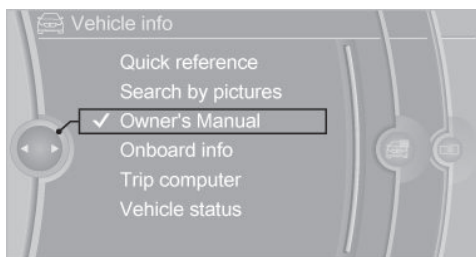 Vehicle info
Quick reference
Search by pictures
Owner's Manual
Onboard info
Trip computer
Vehicle status